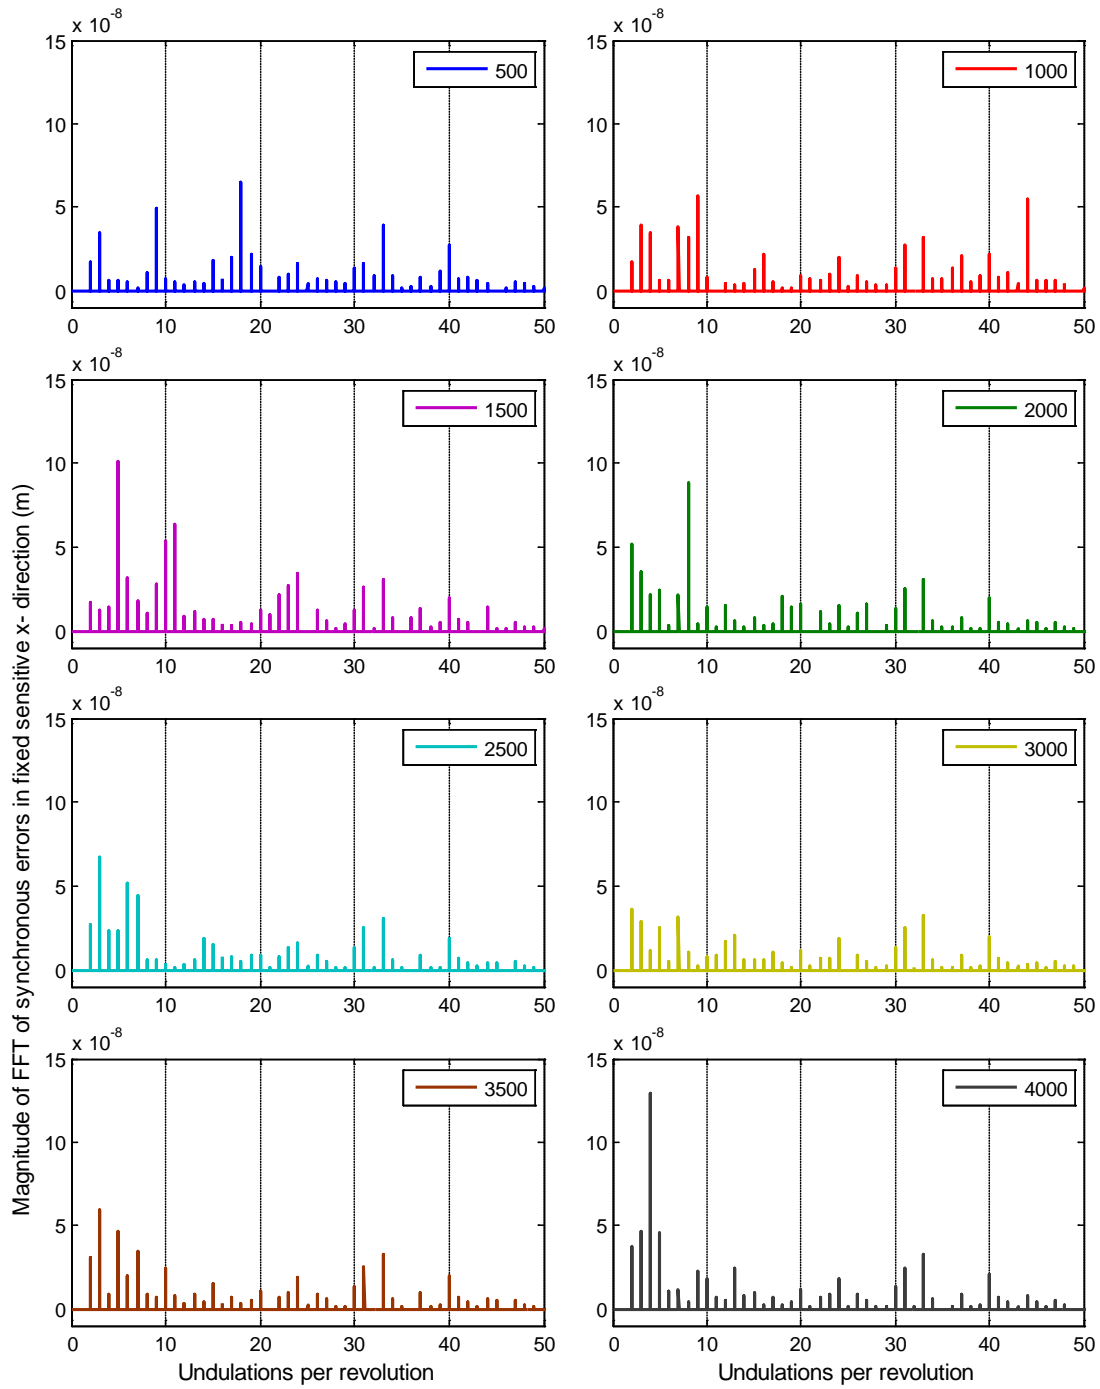 Magnitude of FFT of synchronous errors in fixed sensitive x- direction (m)
x 10-8
15
10
5
0
0 10 20 30 40 50
500
x 10-8
15
10
5
0
0 10 20 30 40 50
1000
x 10-8
15
10
5
0
0 10 20 30 40 50
1500
x 10-8
15
10
5
0
0 10 20 30 40 50
2000
x 10-8
15
10
5
0
0 10 20 30 40 50
2500
x 10-8
15
10
5
0
0 10 20 30 40 50
3000
x 10-8
15
10
5
0
0 10 20 30 40 50
3500
Undulations per revolution
x 10-8
15
10
5
0
0 10 20 30 40 50
4000
Undulations per revolution